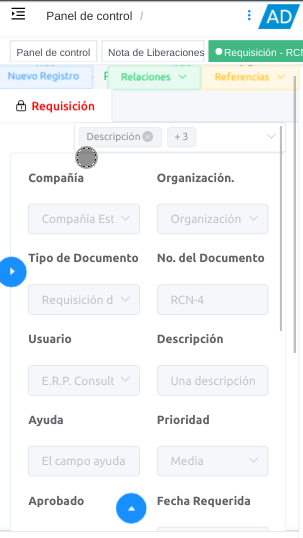 Panel de control /
AD
Panel de control Nota de Liberaciones Requisición - RCN
Nuevo Registro Relaciones Referencias
Requisición
Descripción + 3
Compañía Organización.
Compañía Est Organización
Tipo de Documento No. del Documento
Requisición d RCN-4
Usuario Descripción
E.R.P. Consult Una descripción
Ayuda Prioridad
El campo ayuda Media
Aprobado Fecha Requerida